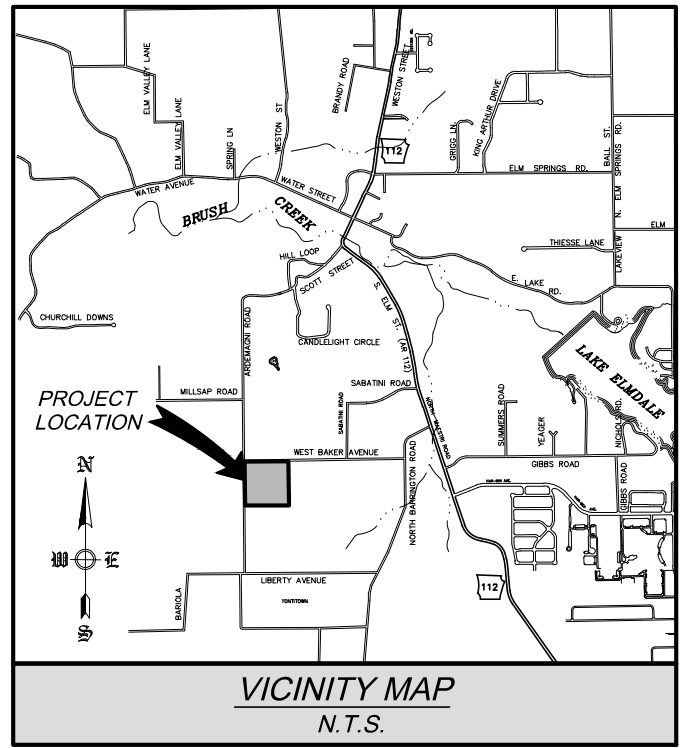 ELM VALLEY LANE
ELM VALLEY LANE
SPRING LN
WESTON ST
BRANDY ROAD
WESTON STREET
112
GRIGG LN.
KING ARTHUR DRIVE
BALL ST.
N. ELM SPRINGS RD.
ELM SPRINGS RD.
WATER AVENUE
WATER STREET
BRUSH CREEK
ELM
LAKEVIEW
THIESSE LANE
HILL LOOP
SCOTT STREET
E. LAKE RD.
S. ELM ST. (AR 112)
CHURCHILL DOWNS
ARDEMAGNI ROAD
CANDLELIGHT CIRCLE
LAKE ELMDALE
MILLSAP ROAD
SABATINI ROAD
SABATINI ROAD
PROJECT
LOCATION
SUMMERS ROAD
YEAGER
NICHOLS RD.
WEST BAKER AVENUE
NORTH BARRINGTON ROAD
GIBBS ROAD
GIBBS ROAD
HAR-BER AVE.
N
W E
S
BARIOLA
LIBERTY AVENUE
TONTITOWN
112
VICINITY MAP
N.T.S.